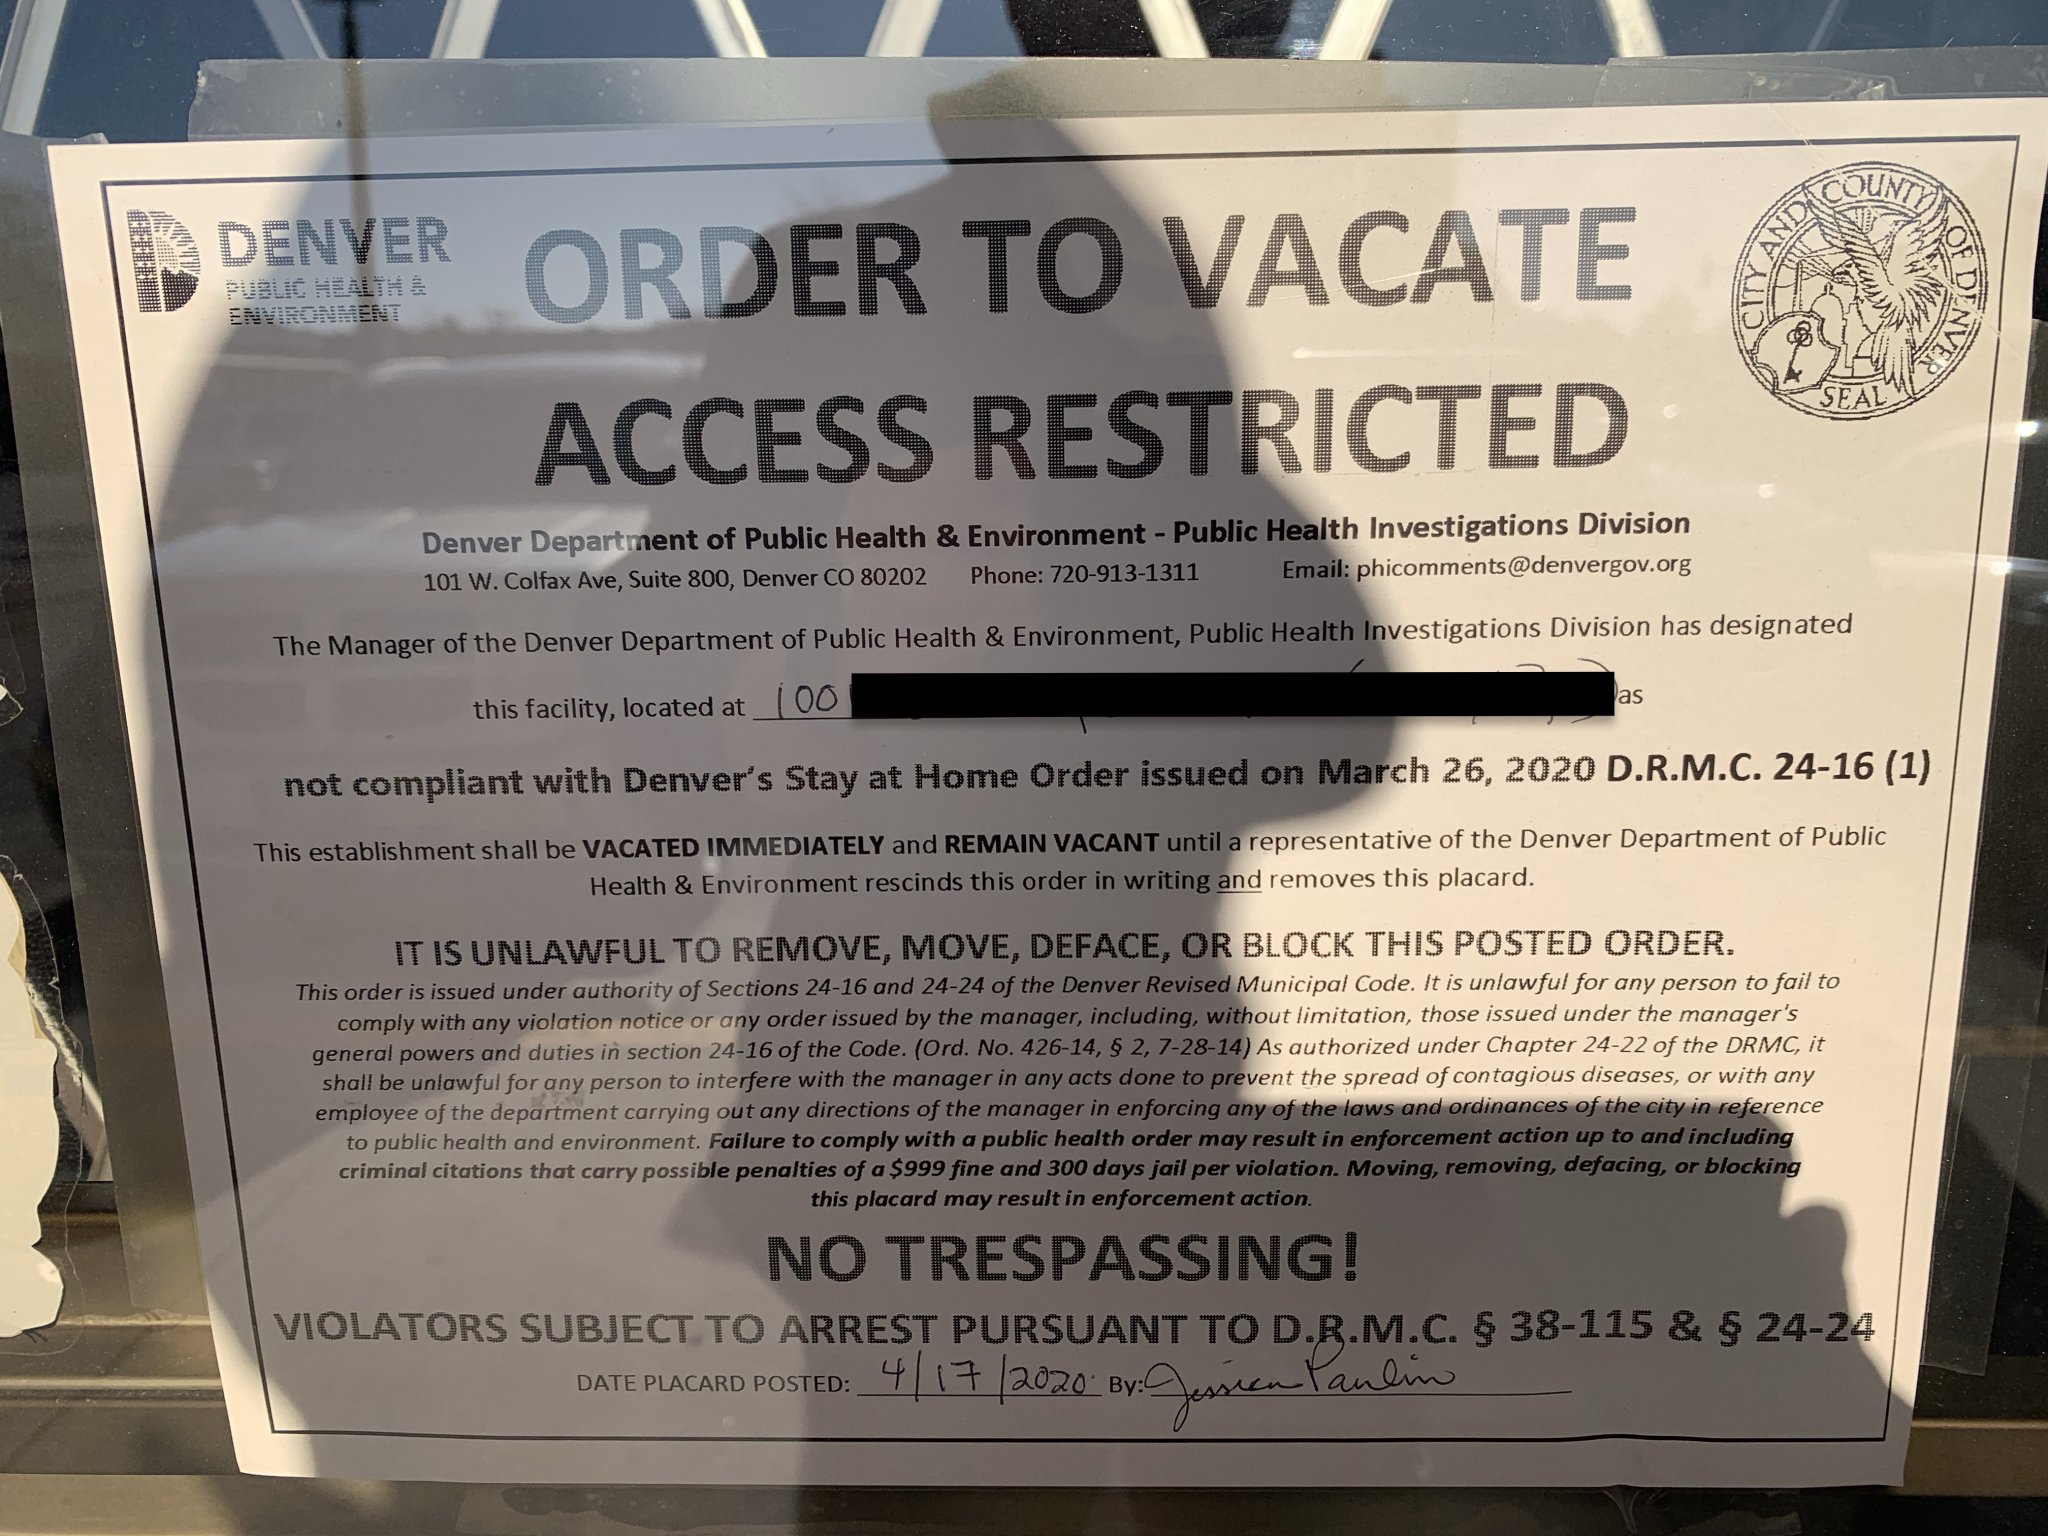 DENVER
PUBLIC HEALTH &
ENVIRONMENT
ORDER TO VACATE
ACCESS RESTRICTED
CITY AND COUNTY OF DENVER
SEAL
Denver Department of Public Health & Environment - Public Health Investigations Division
101 W. Colfax Ave, Suite 800, Denver CO 80202 Phone: 720-913-1311 Email: phicomments@denvergov.org
The Manager of the Denver Department of Public Health & Environment, Public Health Investigations Division has designated
this facility, located at 100 as
not compliant with Denver's Stay at Home Order issued on March 26, 2020 D.R.M.C. 24-16 (1)
This establishment shall be VACATED IMMEDIATELY and REMAIN VACANT until a representative of the Denver Department of Public
Health & Environment rescinds this order in writing and removes this placard.
IT IS UNLAWFUL TO REMOVE, MOVE, DEFACE, OR BLOCK THIS POSTED ORDER.
This order is issued under authority of Sections 24-16 and 24-24 of the Denver Revised Municipal Code. It is unlawful for any person to fail to
comply with any violation notice or any order issued by the manager, including, without limitation, those issued under the manager's
general powers and duties in section 24-16 of the Code. (Ord. No. 426-14, § 2, 7-28-14) As authorized under Chapter 24-22 of the DRMC, it
shall be unlawful for any person to interfere with the manager in any acts done to prevent the spread of contagious diseases, or with any
employee of the department carrying out any directions of the manager in enforcing any of the laws and ordinances of the city in reference
to public health and environment. Failure to comply with a public health order may result in enforcement action up to and including
criminal citations that carry possible penalties of a $999 fine and 300 days jail per violation. Moving, removing, defacing, or blocking
this placard may result in enforcement action.
NO TRESPASSING!
VIOLATORS SUBJECT TO ARREST PURSUANT TO D.R.M.C. § 38-115 & § 24-24
DATE PLACARD POSTED: 4/17/2020 By: Jessica Paulin